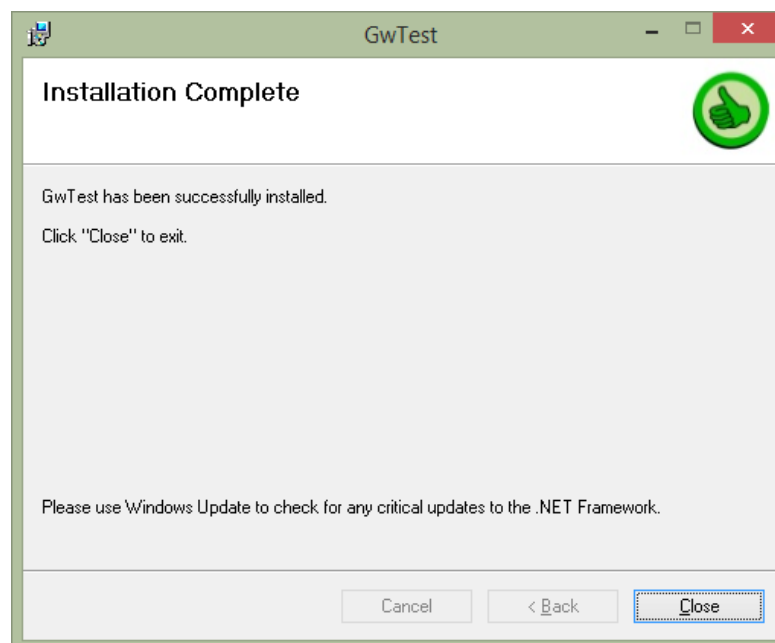 GwTest
Installation Complete
GwTest has been successfully installed.
Click "Close" to exit.
Please use Windows Update to check for any critical updates to the .NET Framework.
Cancel
< Back
Close